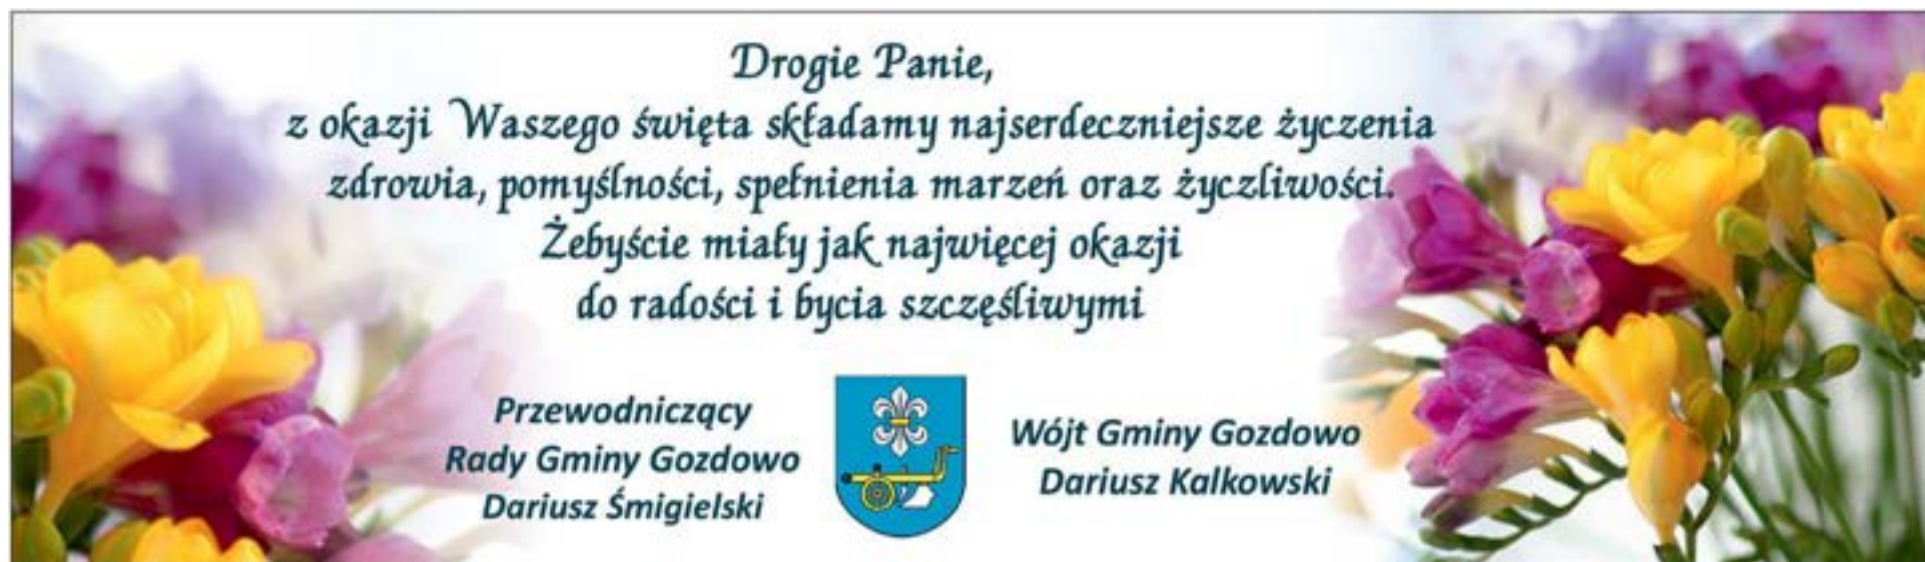 Drogie Panie,
z okazji Waszego święta składamy najserdeczniejsze życzenia
zdrowia, pomyślności, spełnienia marzeń oraz życzliwości.
Żebyście miały jak najwięcej okazji
do radości i bycia szczęśliwymi
Przewodniczący
Rady Gminy Gozdowo
Dariusz Śmigielski
Wójt Gminy Gozdowo
Dariusz Kalkowski